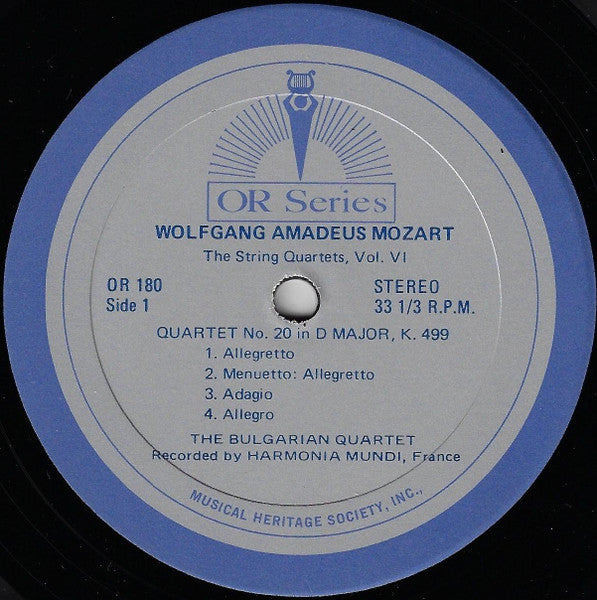 OR Series
WOLFGANG AMADEUS MOZART
The String Quartets, Vol. VI
OR 180 STEREO
Side 1 33 1/3 R.P.M.
QUARTET No. 20 in D MAJOR, K. 499
1. Allegretto
2. Menuetto: Allegretto
3. Adagio
4. Allegro
THE BULGARIAN QUARTET
Recorded by HARMONIA MUNDI, France
MUSICAL HERITAGE SOCIETY, INC.,